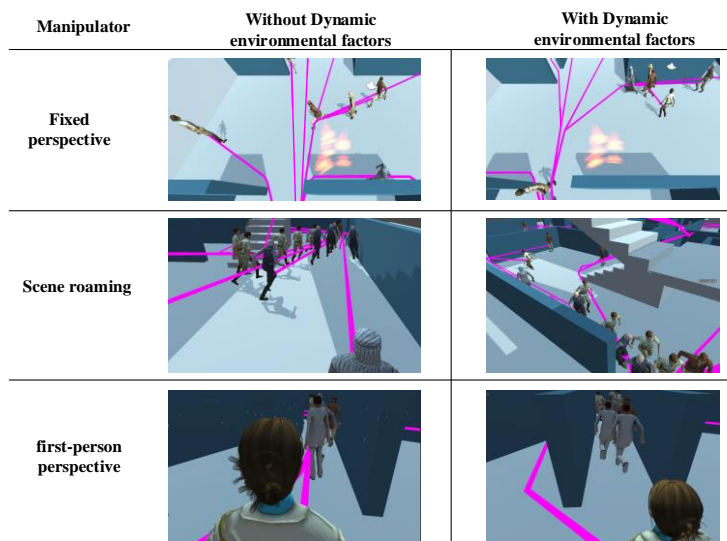 Manipulator
Without Dynamic
environmental factors
With Dynamic
environmental factors
Fixed
perspective
Scene roaming
first-person
perspective